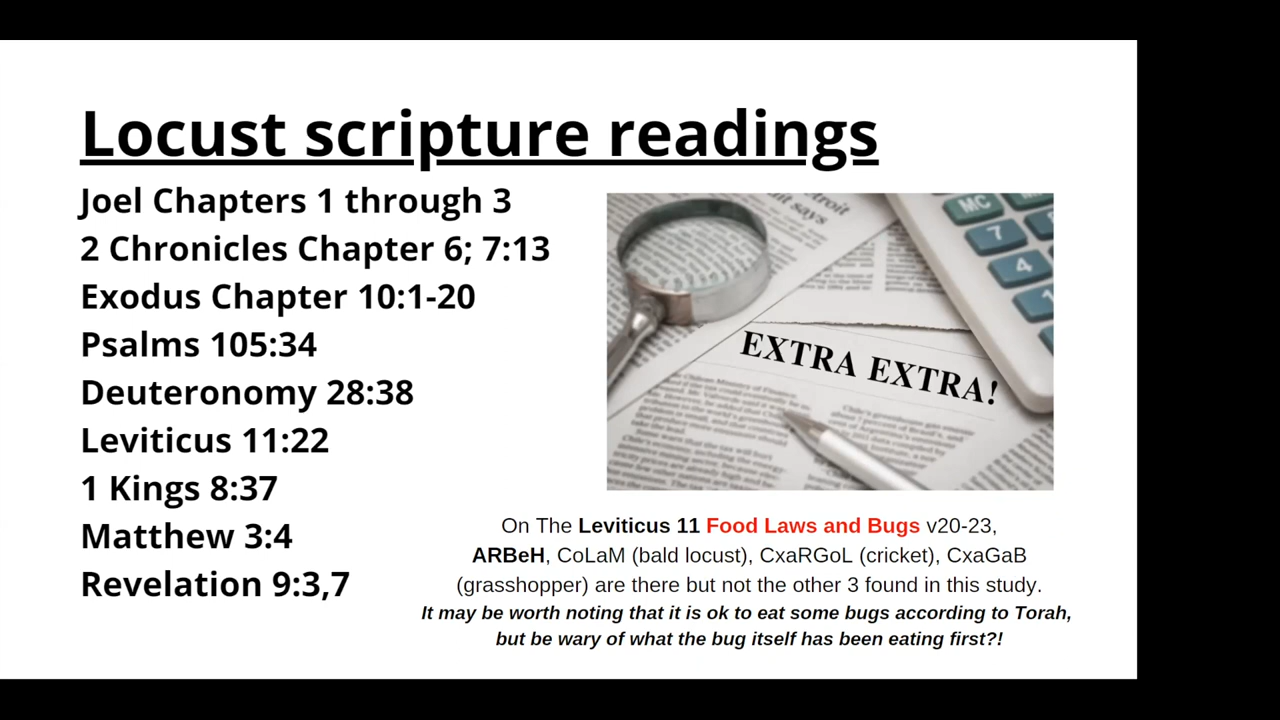 Locust scripture readings
Joel Chapters 1 through 3
2 Chronicles Chapter 6; 7:13
Exodus Chapter 10:1-20
Psalms 105:34
Deuteronomy 28:38
Leviticus 11:22
1 Kings 8:37
Matthew 3:4
Revelation 9:3,7
MC
7
4
1
EXTRA EXTRA!
On The Leviticus 11 Food Laws and Bugs v20-23,
ARBeH, CoLaM (bald locust), CxaRGoL (cricket), CxaGaB
(grasshopper) are there but not the other 3 found in this study.
It may be worth noting that it is ok to eat some bugs according to Torah,
but be wary of what the bug itself has been eating first?!